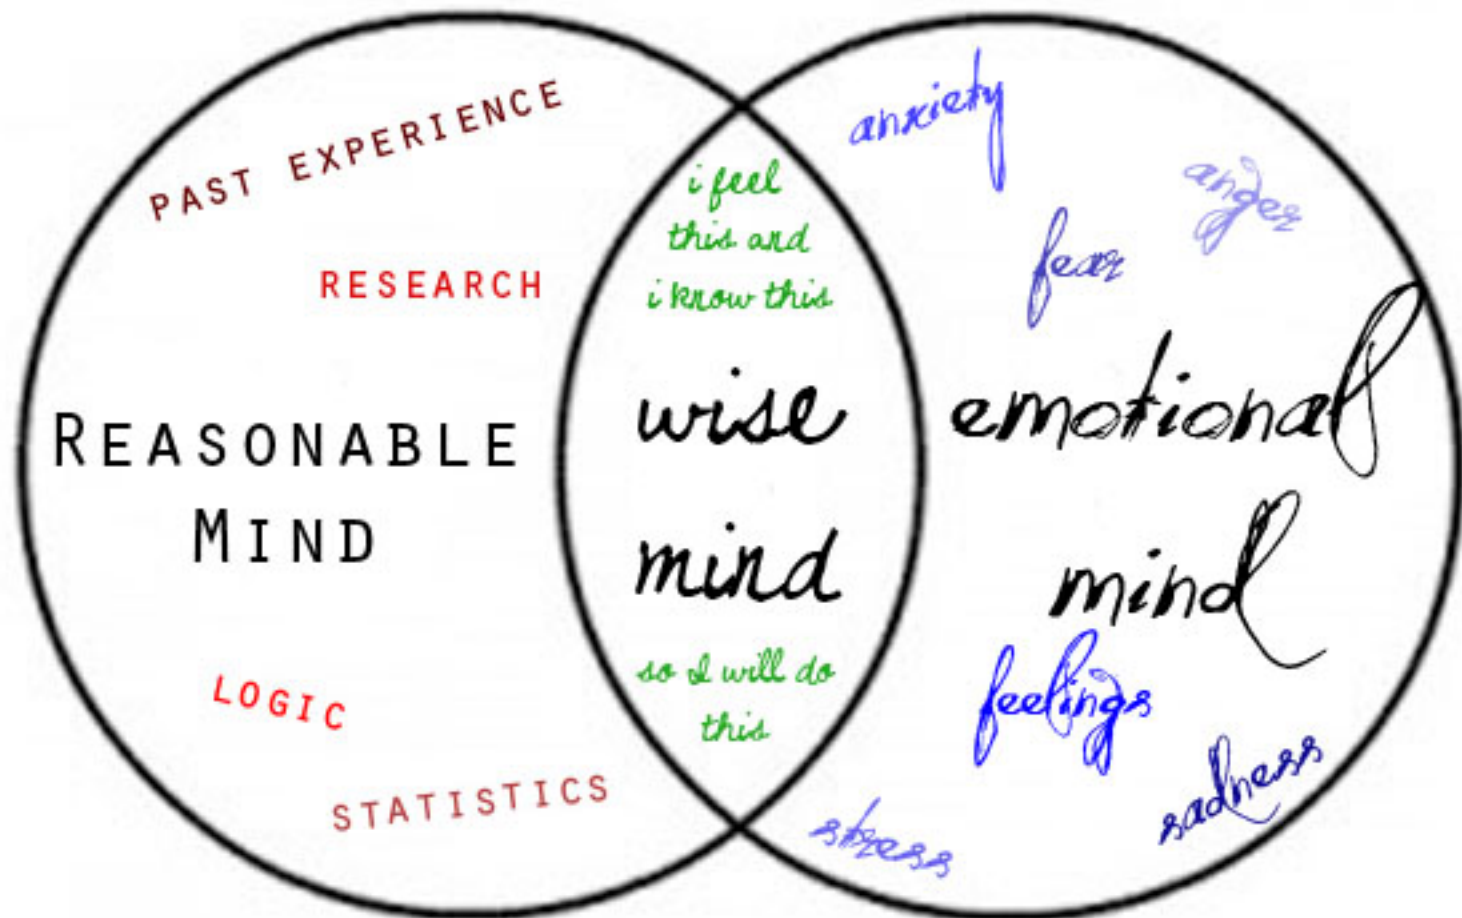 PAST EXPERIENCE
RESEARCH
REASONABLE
MIND
LOGIC
STATISTICS
i feel
this and
i know this
wise
mind
so I will do
this
anxiety
anger
fear
emotional
mind
feelings
sadness
stress